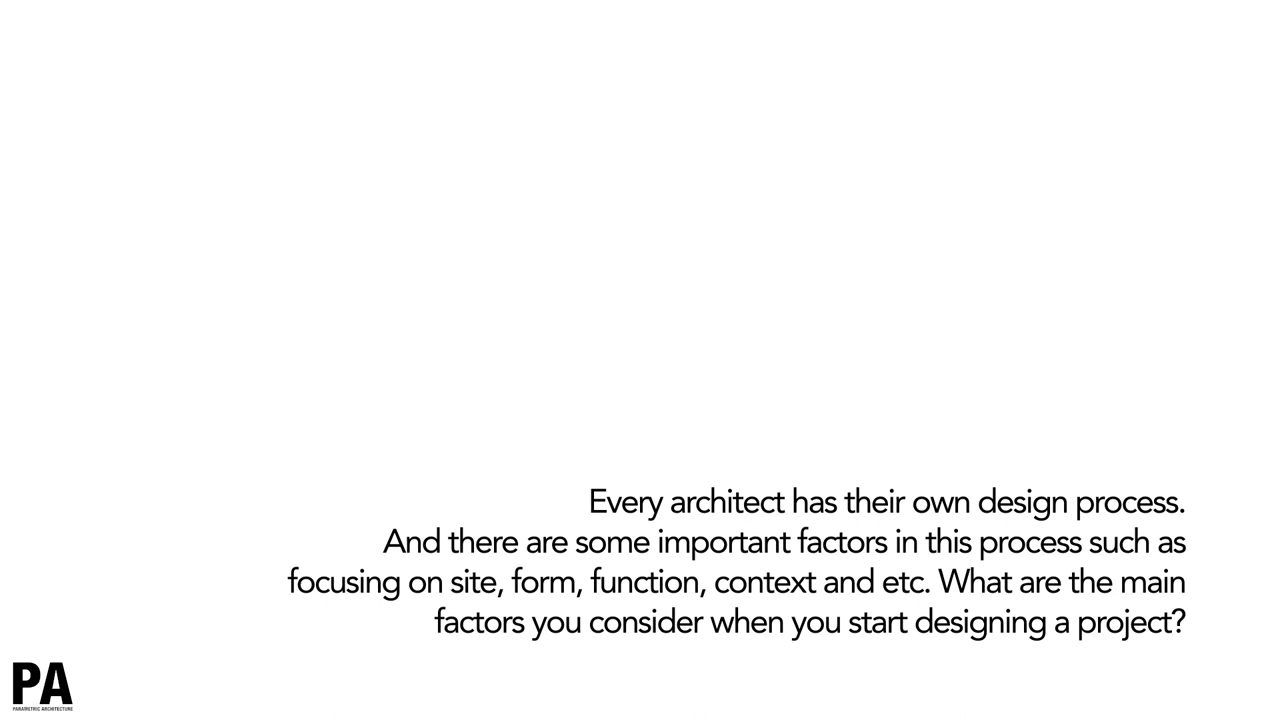 Every architect has their own design process.
And there are some important factors in this process such as
focusing on site, form, function, context and etc. What are the main
factors you consider when you start designing a project?
PA
PARAMETRIC ARCHITECTURE